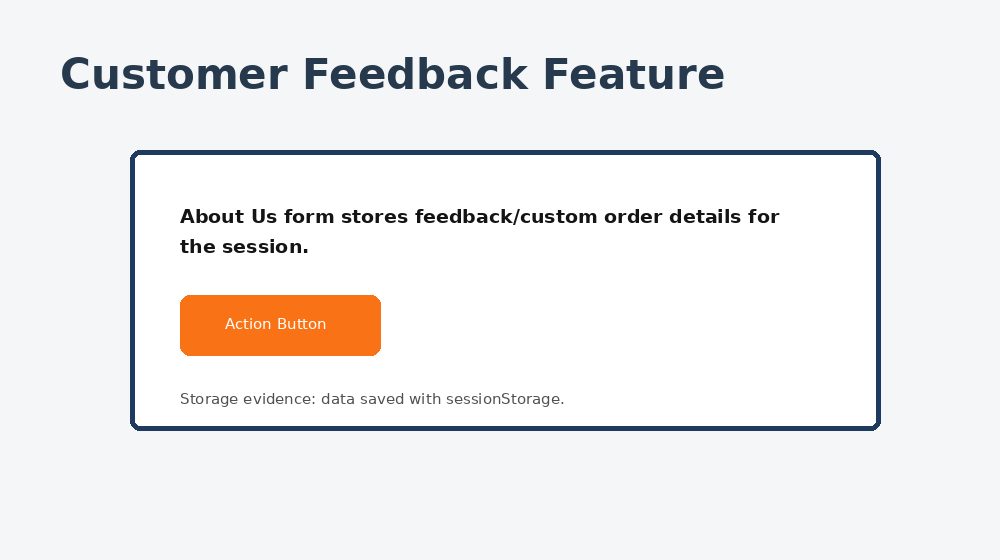 Customer Feedback Feature
About Us form stores feedback/custom order details for
the session.
Action Button
Storage evidence: data saved with sessionStorage.